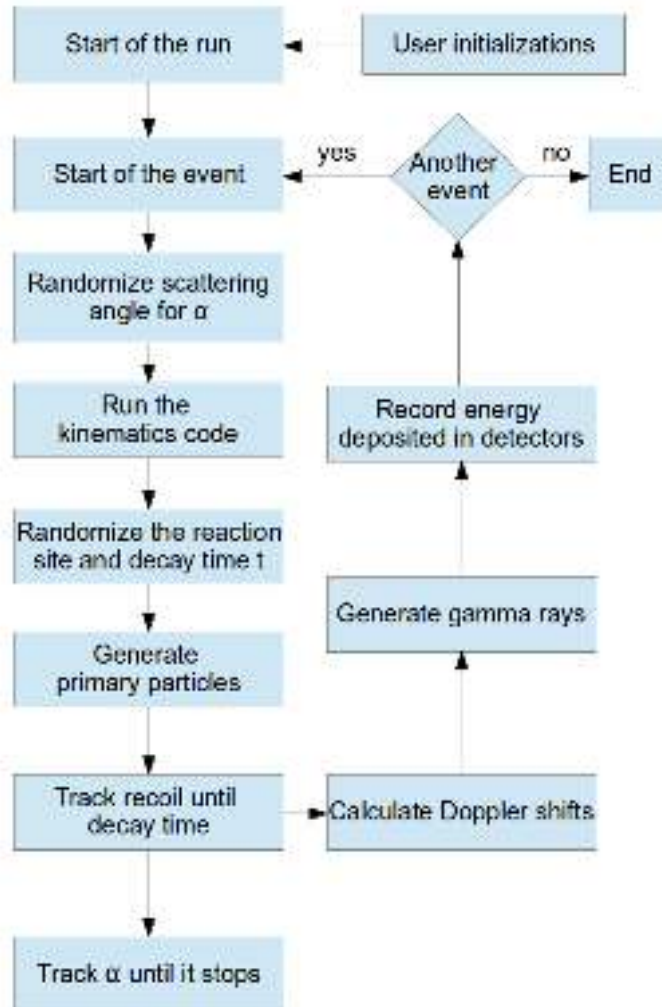 Start of the run
User initializations
Start of the event
yes
Another
event
no
End
Randomize scattering
angle for α
Run the
kinematics code
Record energy
deposited in detectors
Randomize the reaction
site and decay time t
Generate gamma rays
Generate
primary particles
Track recoil until
decay time
Calculate Doppler shifts
Track α until it stops